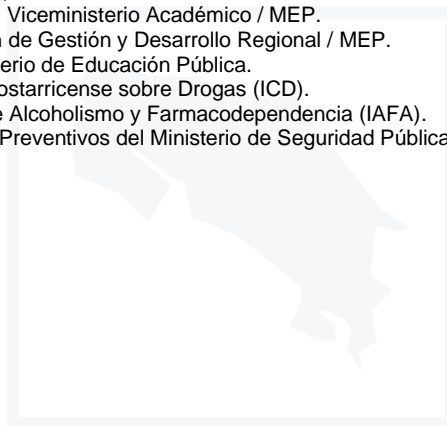 Viceministerio Académico / MEP.
n de Gestión y Desarrollo Regional / MEP.
erio de Educación Pública.
ostarricense sobre Drogas (ICD).
e Alcoholismo y Farmacodependencia (IAFA).
Preventivos del Ministerio de Seguridad Pública